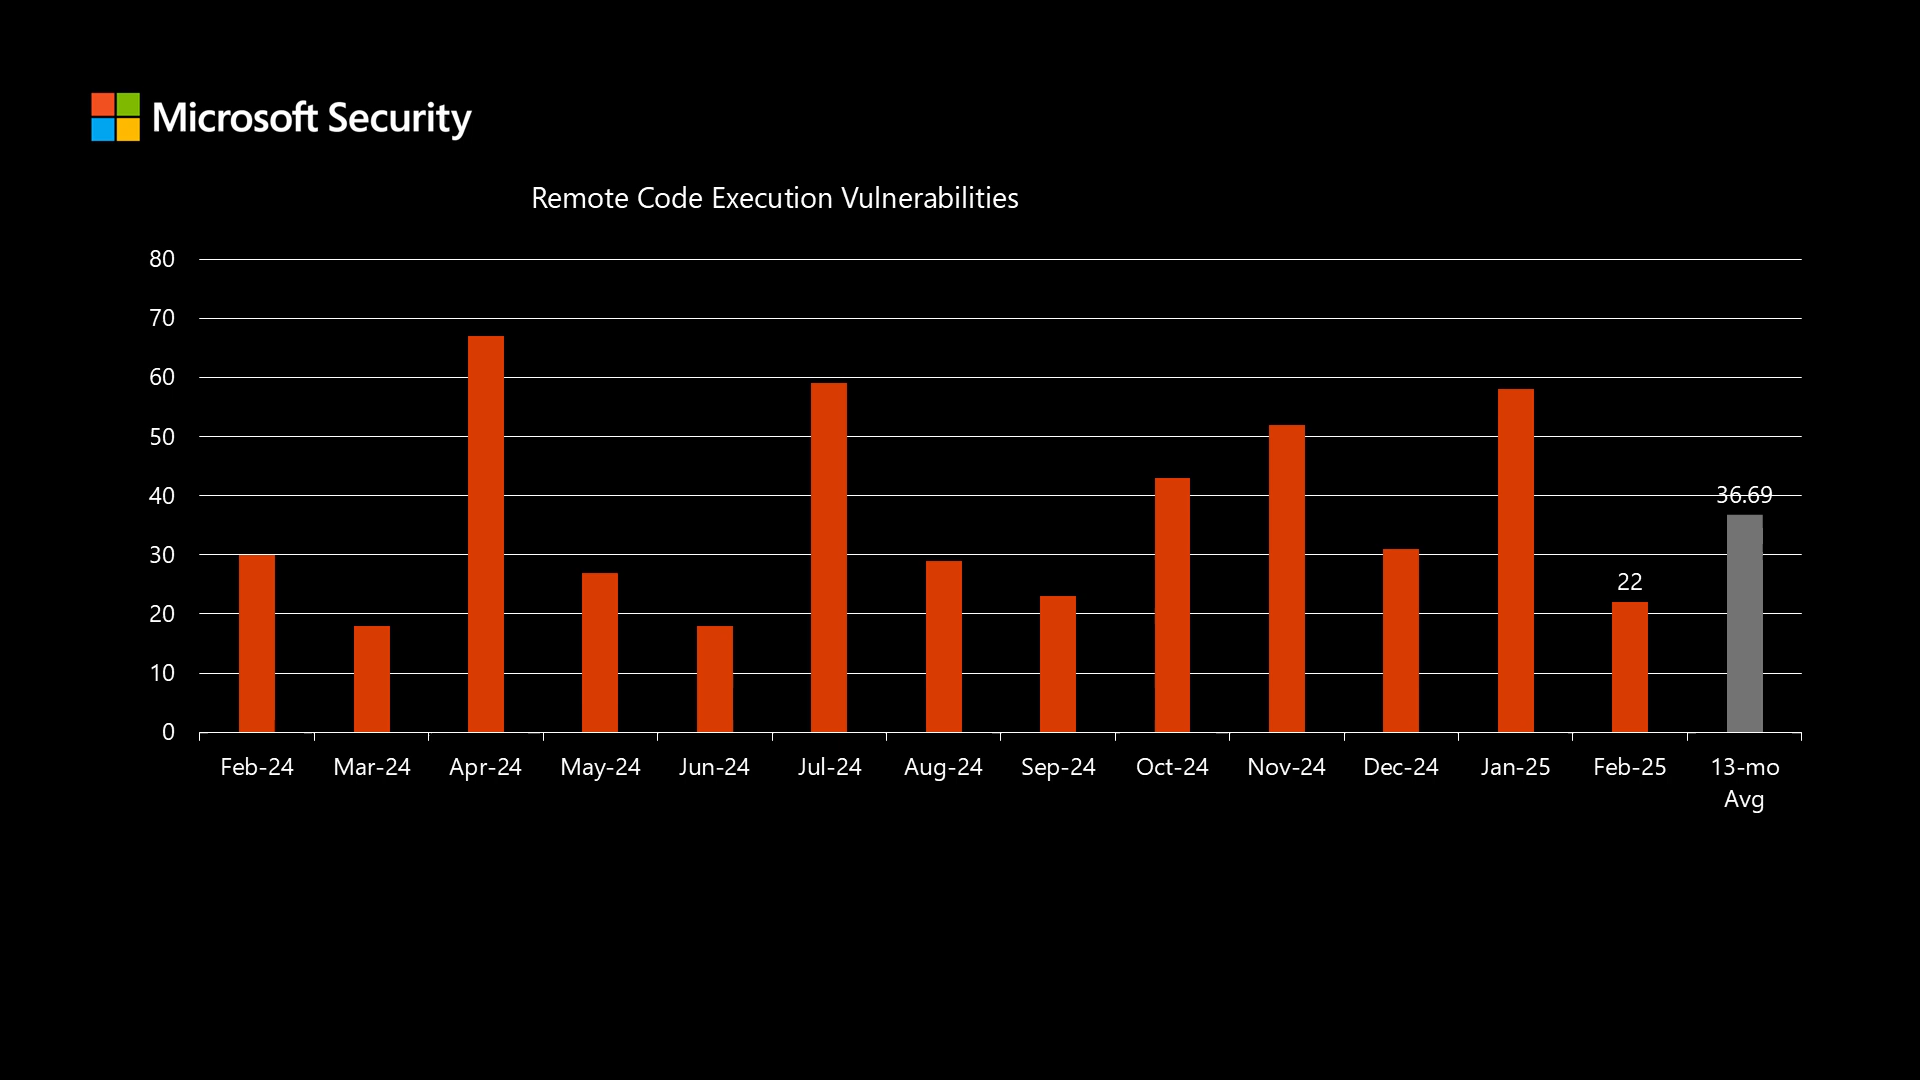 Microsoft Security
Remote Code Execution Vulnerabilities
80
70
60
50
40
30
20
10
0
36.69
22
Feb-24 Mar-24 Apr-24 May-24 Jun-24 Jul-24 Aug-24 Sep-24 Oct-24 Nov-24 Dec-24 Jan-25 Feb-25 13-mo
Avg